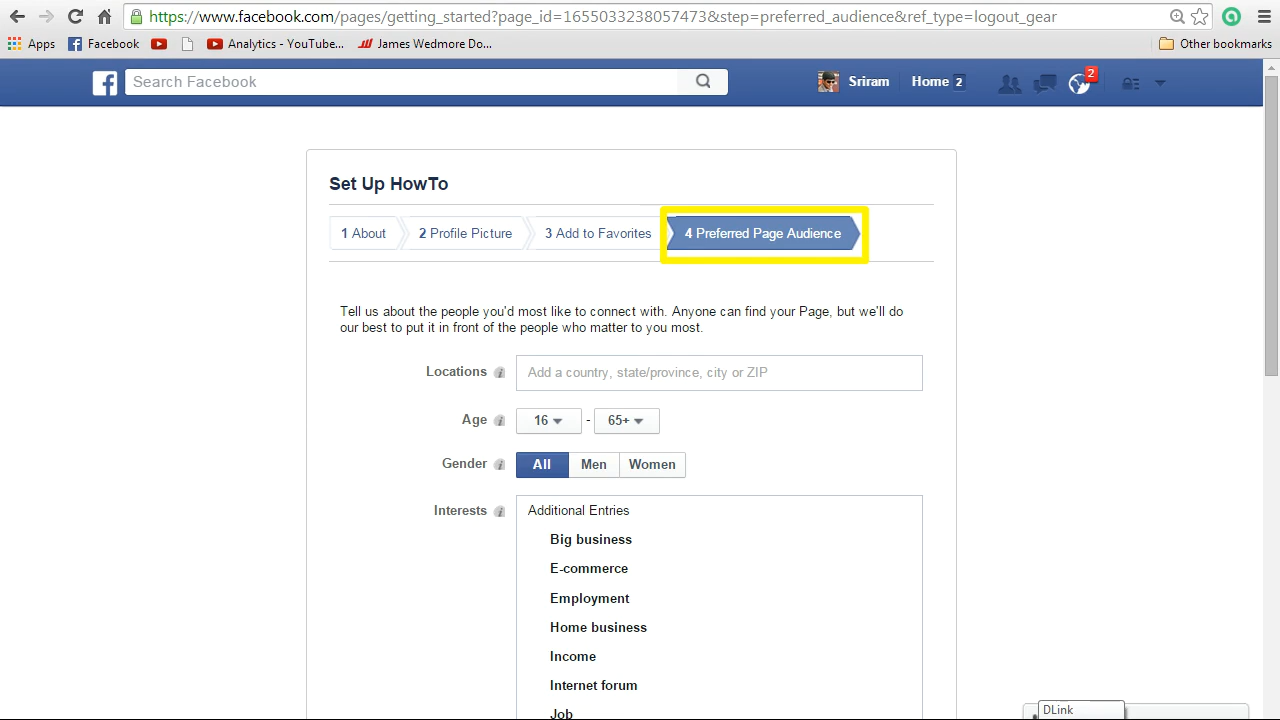 https://www.facebook.com/pages/getting_started?page_id=1655033238057473&step=preferred_audience&ref_type=logout_gear
Apps Facebook Analytics - YouTube... James Wedmore Do... Other bookmarks
Search Facebook Sriram Home 2 2
Set Up HowTo
1 About 2 Profile Picture 3 Add to Favorites 4 Preferred Page Audience
Tell us about the people you'd most like to connect with. Anyone can find your Page, but we'll do
our best to put it in front of the people who matter to you most.
Locations Add a country, state/province, city or ZIP
Age 16 - 65+
Gender All Men Women
Interests Additional Entries
Big business
E-commerce
Employment
Home business
Income
Internet forum
Job
DLink